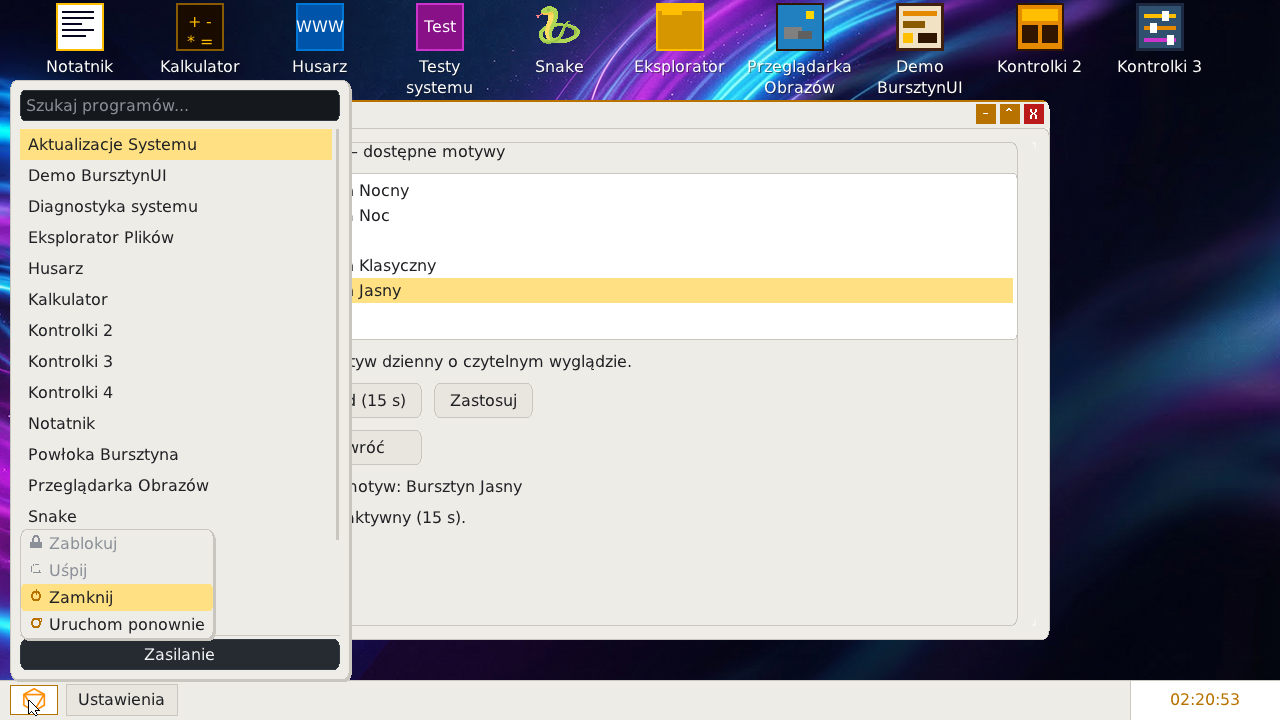 Notatnik
+ -
* =
Kalkulator
WWW
Husarz
Test
Testy
systemu
Snake
Eksplorator
Przeglądarka
Obrazów
Demo
BursztynUI
Kontrolki 2
Kontrolki 3
Szukaj programów...
Aktualizacje Systemu
Demo BursztynUI
Diagnostyka systemu
Eksplorator Plików
Husarz
Kalkulator
Kontrolki 2
Kontrolki 3
Kontrolki 4
Notatnik
Powłoka Bursztyna
Przeglądarka Obrazów
Snake
Zablokuj
Uśpij
Zamknij
Uruchom ponownie
Zasilanie
– dostępne motywy
Nocny
Noc
Klasyczny
Jasny
dzienny o czytelnym wyglądzie.
(15 s)
Zastosuj
wróć
motyw: Bursztyn Jasny
aktywny (15 s).
Ustawienia
02:20:53